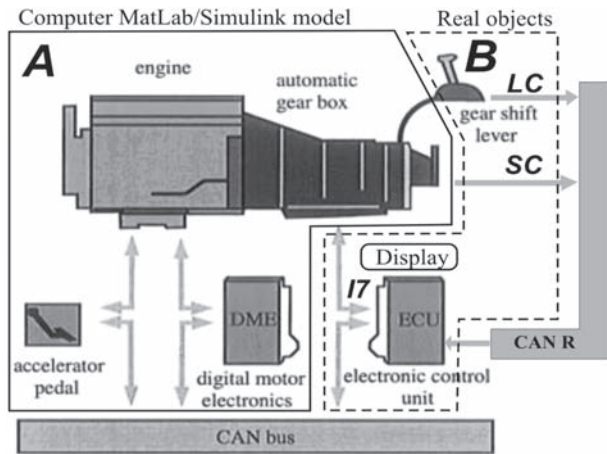 Computer MatLab/Simulink model
Real objects
A
engine
automatic
gear box
B
LC
gear shift
lever
SC
Display
I7
DME
ECU
CAN R
accelerator
pedal
digital motor
electronics
electronic control
unit
CAN bus